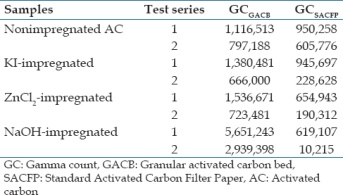 Samples Test series GC GACB GC SACFP
Nonimpregnated AC 1 1,116,513 950,258
2 797,188 605,776
KI-impregnated 1 1,380,481 945,697
2 666,000 228,628
ZnCl2-impregnated 1 1,536,671 654,943
2 723,481 190,312
NaOH-impregnated 1 5,651,243 619,107
2 2,939,398 10,215
GC: Gamma count, GACB: Granular activated carbon bed,
SACFP: Standard Activated Carbon Filter Paper, AC: Activated
carbon